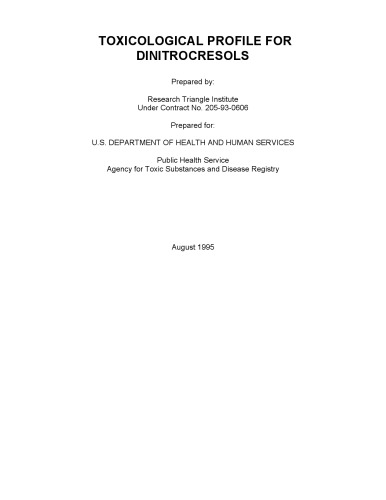 TOXICOLOGICAL PROFILE FOR
DINITROCRESOLS
Prepared by:
Research Triangle Institute
Under Contract No. 205-93-0606
Prepared for:
U.S. DEPARTMENT OF HEALTH AND HUMAN SERVICES
Public Health Service
Agency for Toxic Substances and Disease Registry
August 1995